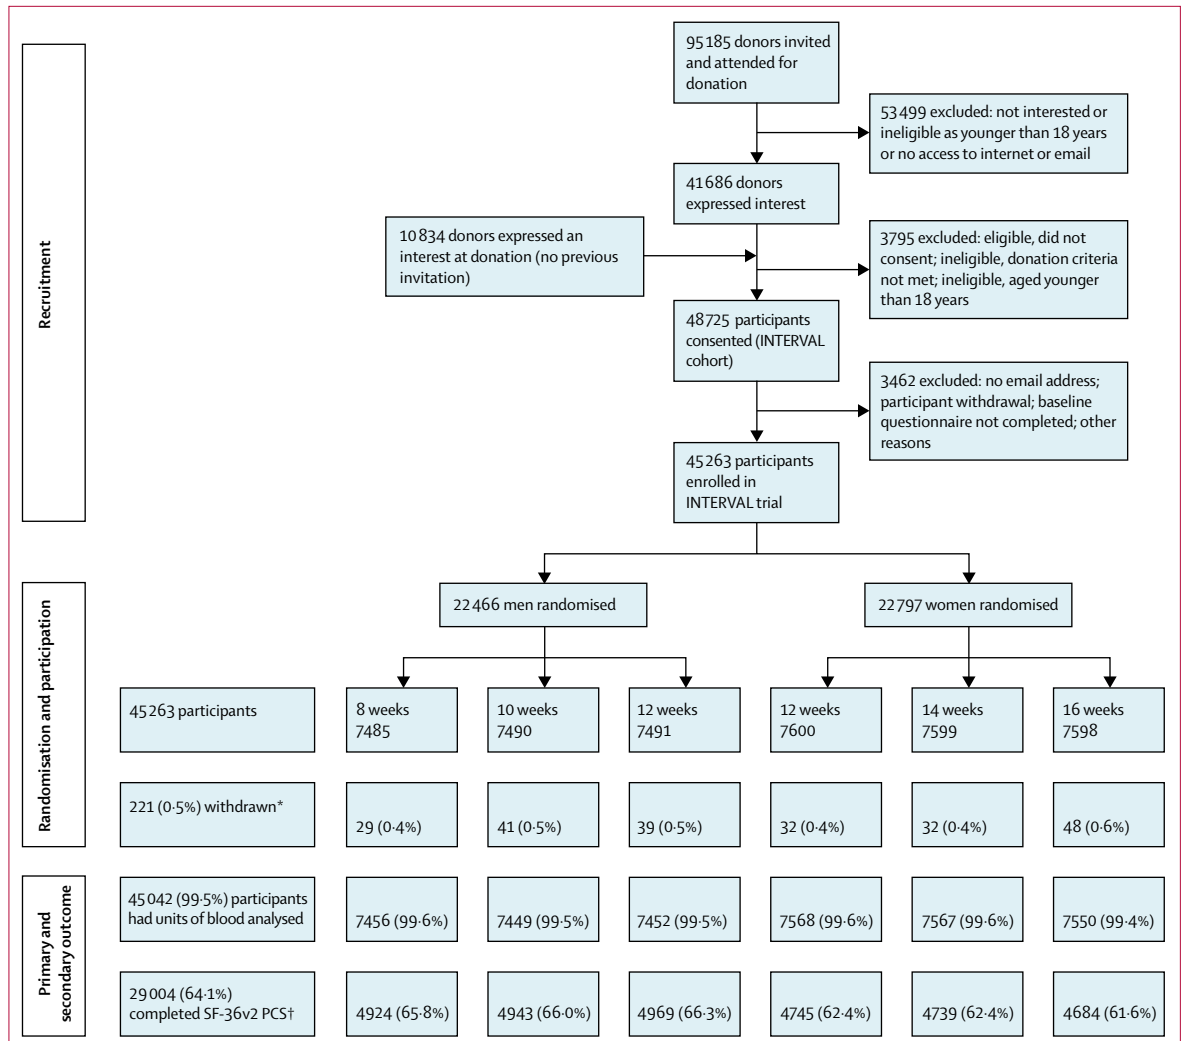 95 185 donors invited
and attended for
donation
53 499 excluded: not interested or
ineligible as younger than 18 years
or no access to internet or email
41 686 donors
expressed interest
10 834 donors expressed an
interest at donation (no previous
invitation)
3795 excluded: eligible, did not
consent; ineligible, donation criteria
not met; ineligible, aged younger
than 18 years
48 725 participants
consented (INTERVAL
cohort)
3462 excluded: no email address;
participant withdrawal; baseline
questionnaire not completed; other
reasons
45 263 participants
enrolled in
INTERVAL trial
Recruitment
22 466 men randomised
22 797 women randomised
Randomisation and participation
45 263 participants
8 weeks
7485
10 weeks
7490
12 weeks
7491
12 weeks
7600
14 weeks
7599
16 weeks
7598
221 (0·5%) withdrawn*
29 (0·4%)
41 (0·5%)
39 (0·5%)
32 (0·4%)
32 (0·4%)
48 (0·6%)
Primary and
secondary outcome
45 042 (99·5%) participants
had units of blood analysed
7456 (99·6%)
7449 (99·5%)
7452 (99·5%)
7568 (99·6%)
7567 (99·6%)
7550 (99·4%)
29 004 (64·1%)
completed SF-36v2 PCS†
4924 (65·8%)
4943 (66·0%)
4969 (66·3%)
4745 (62·4%)
4739 (62·4%)
4684 (61·6%)